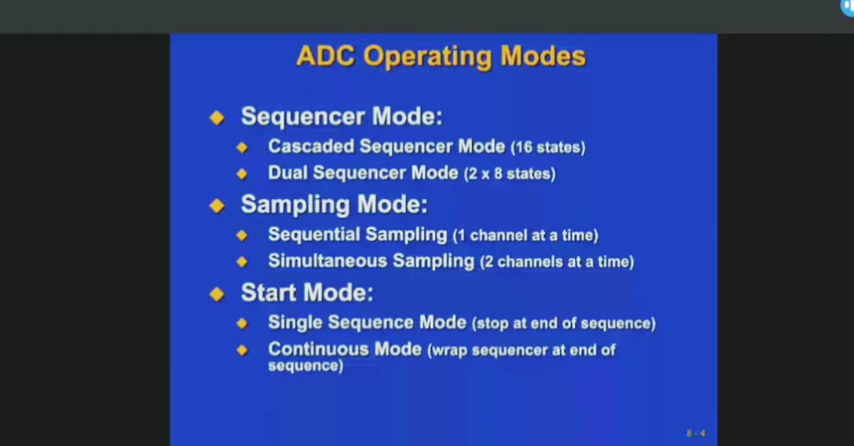 ADC Operating Modes
Sequencer Mode:
Cascaded Sequencer Mode (16 states)
Dual Sequencer Mode (2 x 8 states)
Sampling Mode:
Sequential Sampling (1 channel at a time)
Simultaneous Sampling (2 channels at a time)
Start Mode:
Single Sequence Mode (stop at end of sequence)
Continuous Mode (wrap sequencer at end of
sequence)
8 - 4